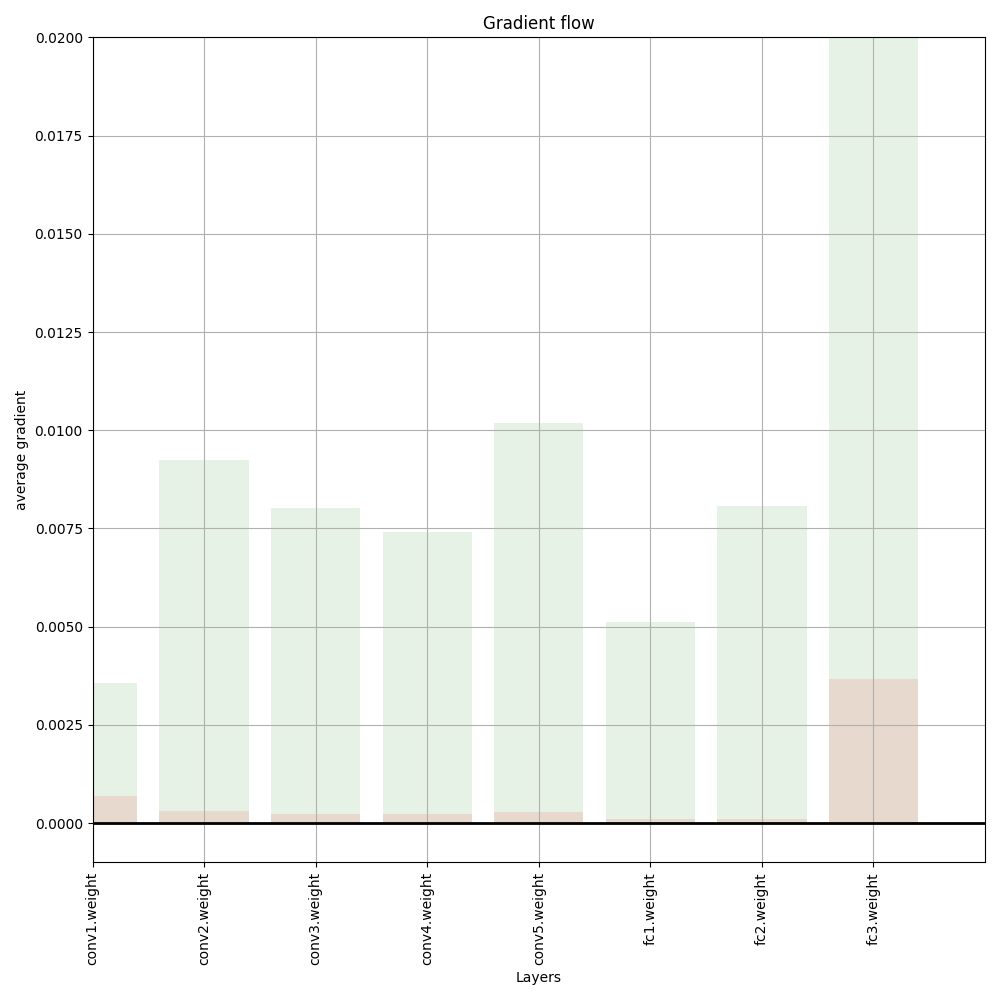 Gradient flow
0.0200
0.0175
0.0150
0.0125
0.0100
0.0075
0.0050
0.0025
0.0000
average gradient
conv1.weight
conv2.weight
conv3.weight
conv4.weight
conv5.weight
fc1.weight
fc2.weight
fc3.weight
Layers